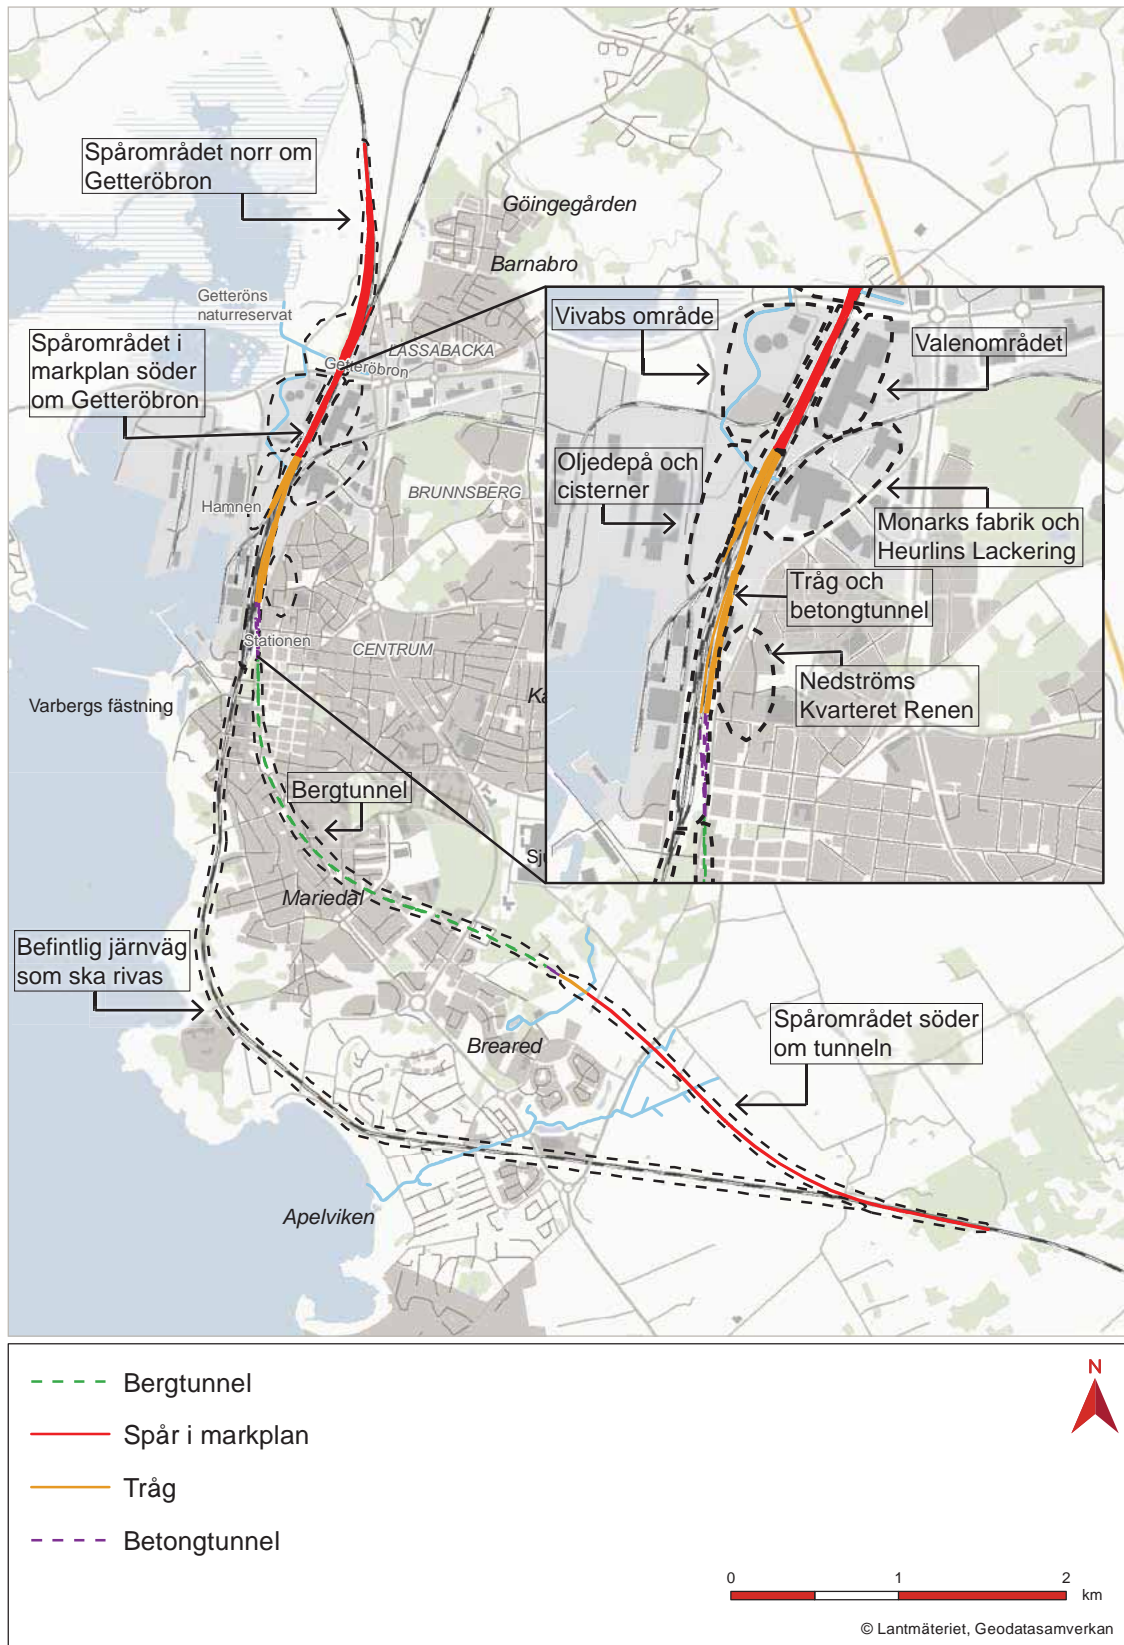 Spårområdet norr om
Getteröbron
Göingegården
Barnabro
Getteröns
naturreservat
Spårområdet i
markplan söder
om Getteröbron
LASSABACKA
Getteröbron
Vivabs område
Valenområdet
Oljedepå och
cisterner
BRUNNSBERG
Hamnen
Monarks fabrik och
Heurlins Lackering
Tråg och
betongtunnel
Stationen
CENTRUM
Nedströms
Kvarteret Renen
Ka
Varbergs fästning
Bergtunnel
Sju
Mariedal
Befintlig järnväg
som ska rivas
Spårområdet söder
om tunneln
Breared
Apelviken
Bergtunnel
Spår i markplan
Tråg
Betongtunnel
N
0 1 2
km
© Lantmäteriet, Geodatasamverkan